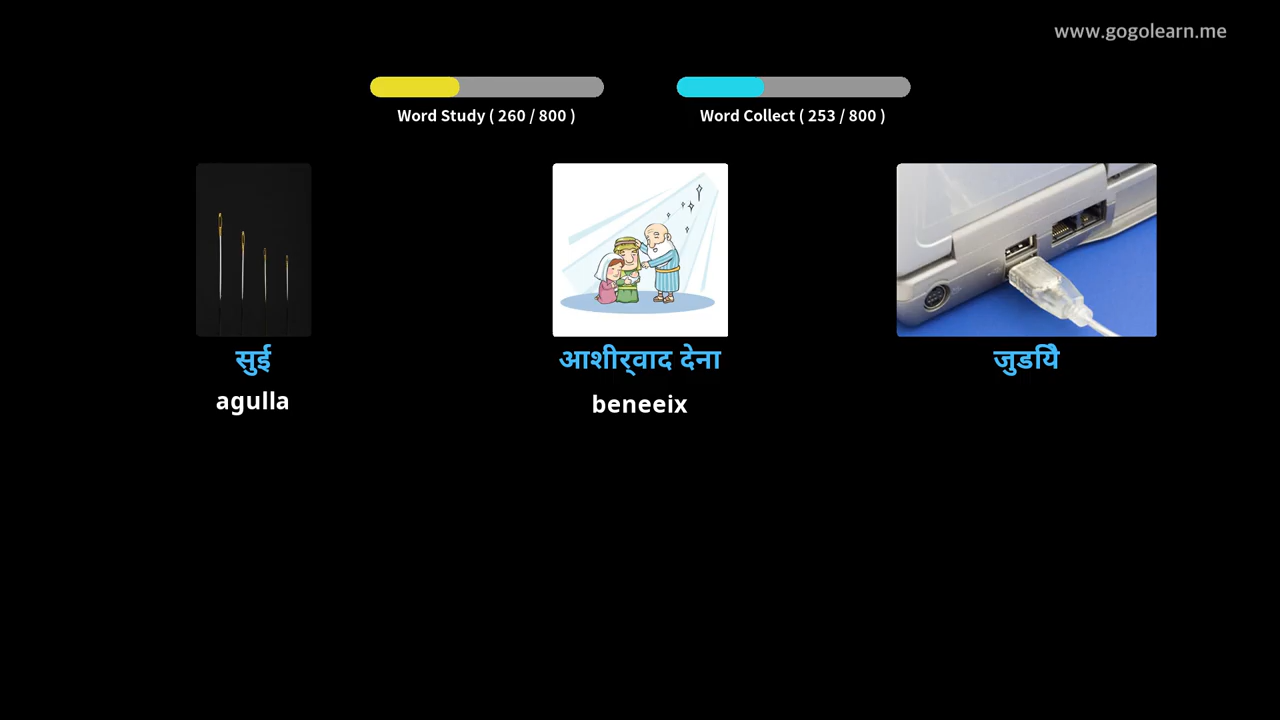 www.gogolearn.me
Word Study ( 260 / 800 )
Word Collect ( 253 / 800 )
सुई
आशीर्‌वाद देना
जुडयिे
agulla
beneeix